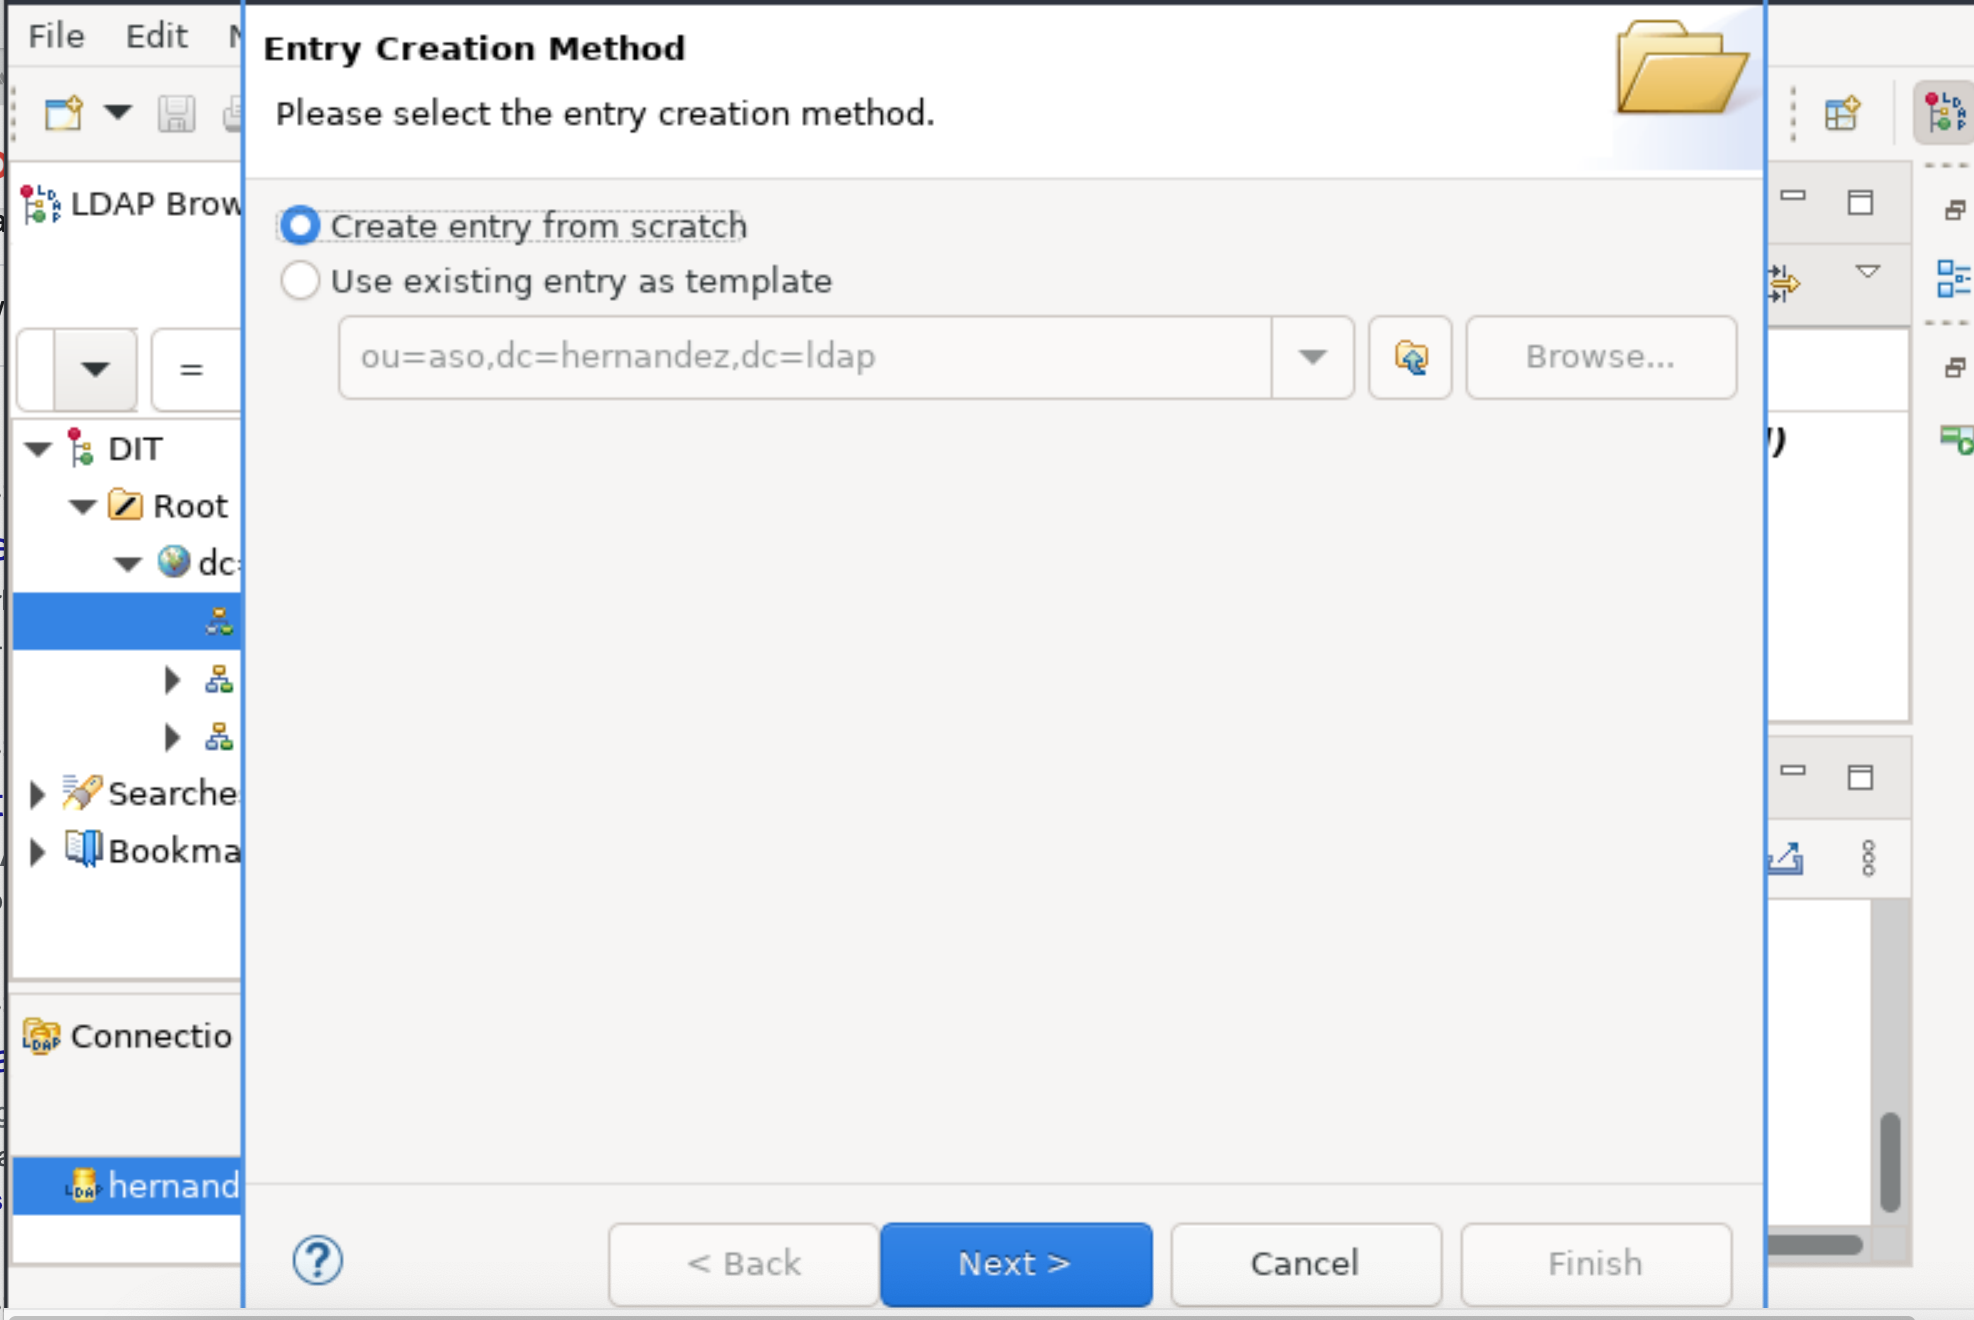 File Edit
Entry Creation Method
Please select the entry creation method.
LDAP Brow
Create entry from scratch
Use existing entry as template
ou=aso,dc=hernandez,dc=ldap
Browse...
=
DIT
Root
dc=
Searche
Bookma
Connectio
hernand
< Back
Next >
Cancel
Finish